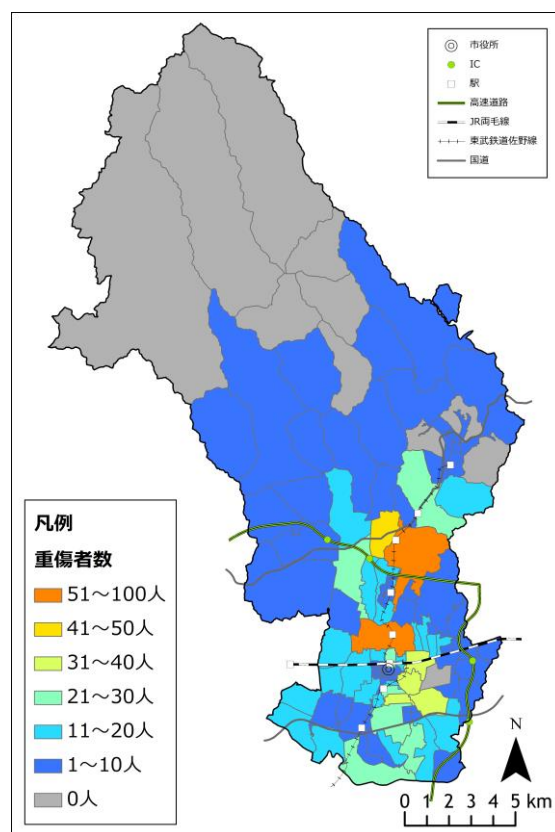 市役所
IC
駅
高速道路
JR両毛線
東武鉄道佐野線
国道
凡例
重傷者数
51～100人
41～50人
31～40人
21～30人
11～20人
1～10人
0人
N
0 1 2 3 4 5 km